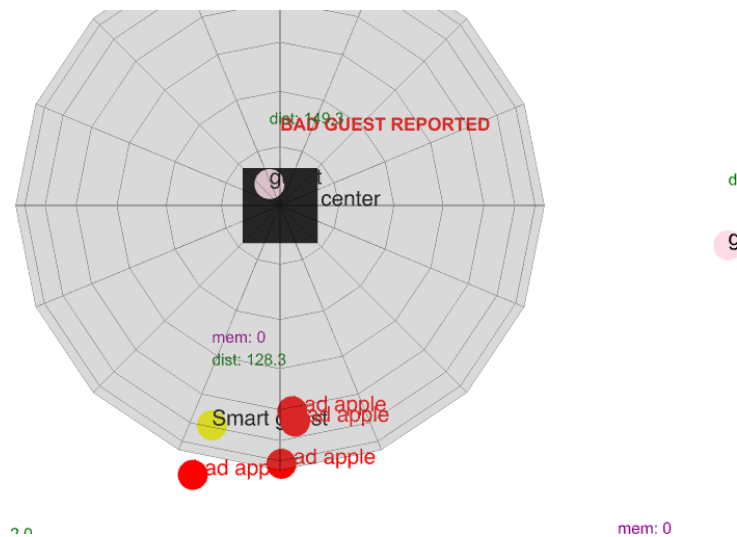 dist: 149.3
BAD GUEST REPORTED
center
mem: 0
dist: 128.3
ad apple
ad apple
Smart
ad apple
ad
mem: 0